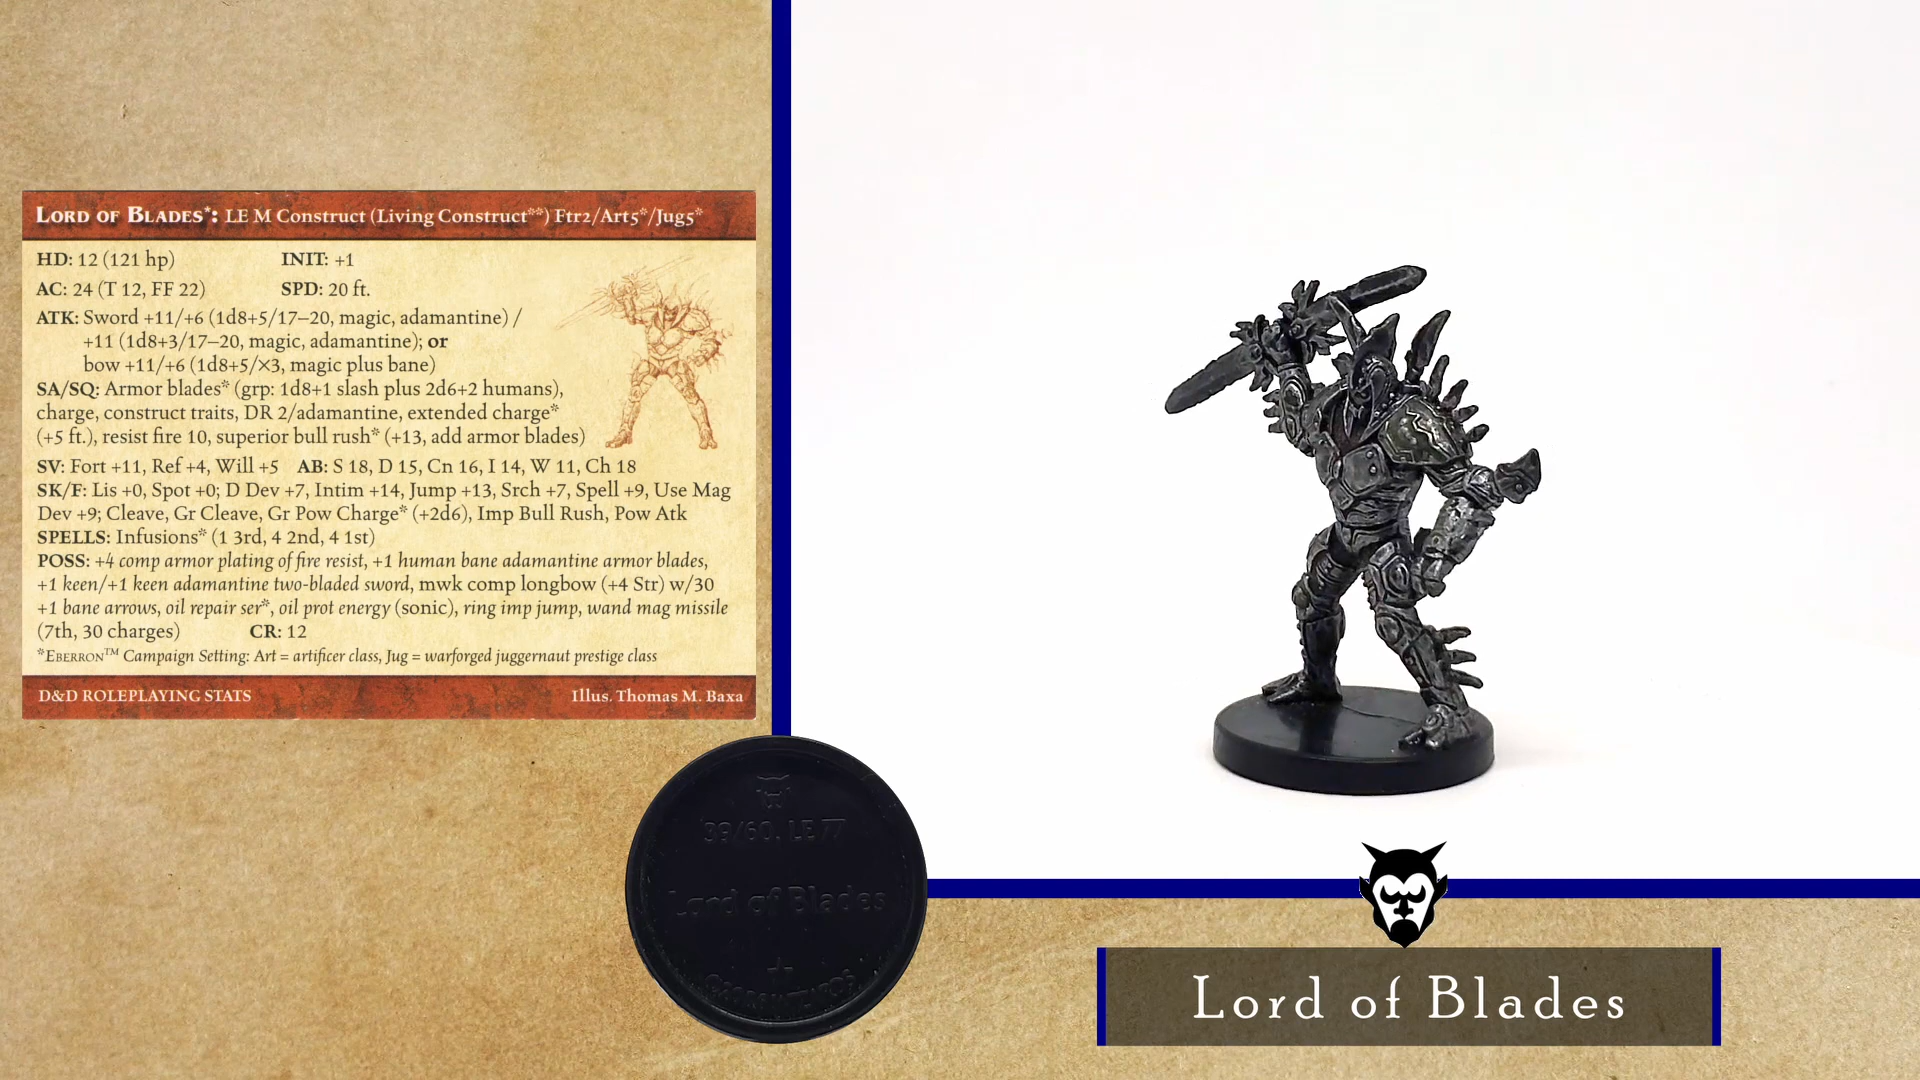 Lord of Blades*: LE M Construct (Living Construct**) Ftr2/Art5*/Jug5*
HD: 12 (121 hp) INIT: +1
AC: 24 (T 12, FF 22) SPD: 20 ft.
ATK: Sword +11/+6 (1d8+5/17–20, magic, adamantine) /
+11 (1d8+3/17–20, magic, adamantine); or
bow +11/+6 (1d8+5/×3, magic plus bane)
SA/SQ: Armor blades* (grp: 1d8+1 slash plus 2d6+2 humans),
charge, construct traits, DR 2/adamantine, extended charge*
(+5 ft.), resist fire 10, superior bull rush* (+13, add armor blades)
SV: Fort +11, Ref +4, Will +5 AB: S 18, D 15, Cn 16, I 14, W 11, Ch 18
SK/F: Lis +0, Spot +0; D Dev +7, Intim +14, Jump +13, Srch +7, Spell +9, Use Mag
Dev +9; Cleave, Gr Cleave, Gr Pow Charge* (+2d6), Imp Bull Rush, Pow Atk
SPELLS: Infusions* (1 3rd, 4 2nd, 4 1st)
POSS: +4 comp armor plating of fire resist, +1 human bane adamantine armor blades,
+1 keen/+1 keen adamantine two-bladed sword, mwk comp longbow (+4 Str) w/30
+1 bane arrows, oil repair ser*, oil prot energy (sonic), ring imp jump, wand mag missile
(7th, 30 charges) CR: 12
*Eberron™ Campaign Setting: Art = artificer class, Jug = warforged juggernaut prestige class
D&D ROLEPLAYING STATS Illus. Thomas M. Baxa
39/60, LE 77
Lord of Blades
Lord of Blades